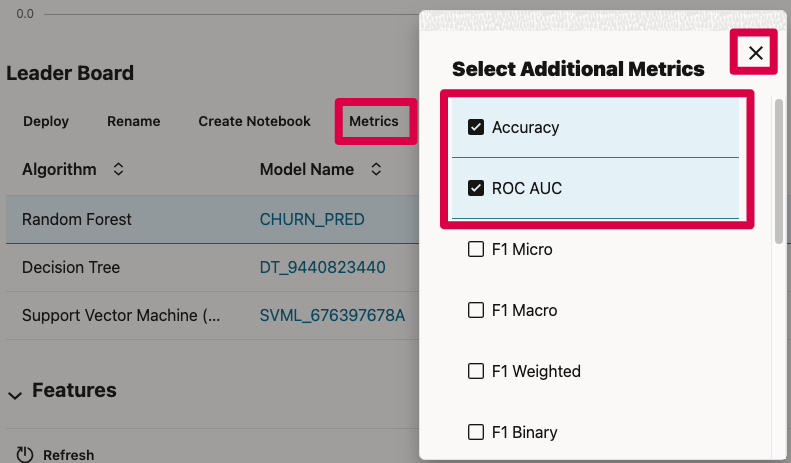 0.0
Leader Board
Deploy Rename Create Notebook Metrics
Algorithm Model Name
Random Forest CHURN_PRED
Decision Tree DT_9440823440
Support Vector Machine (... SVML_676397678A
Features
Refresh
Select Additional Metrics
Accuracy
ROC AUC
F1 Micro
F1 Macro
F1 Weighted
F1 Binary